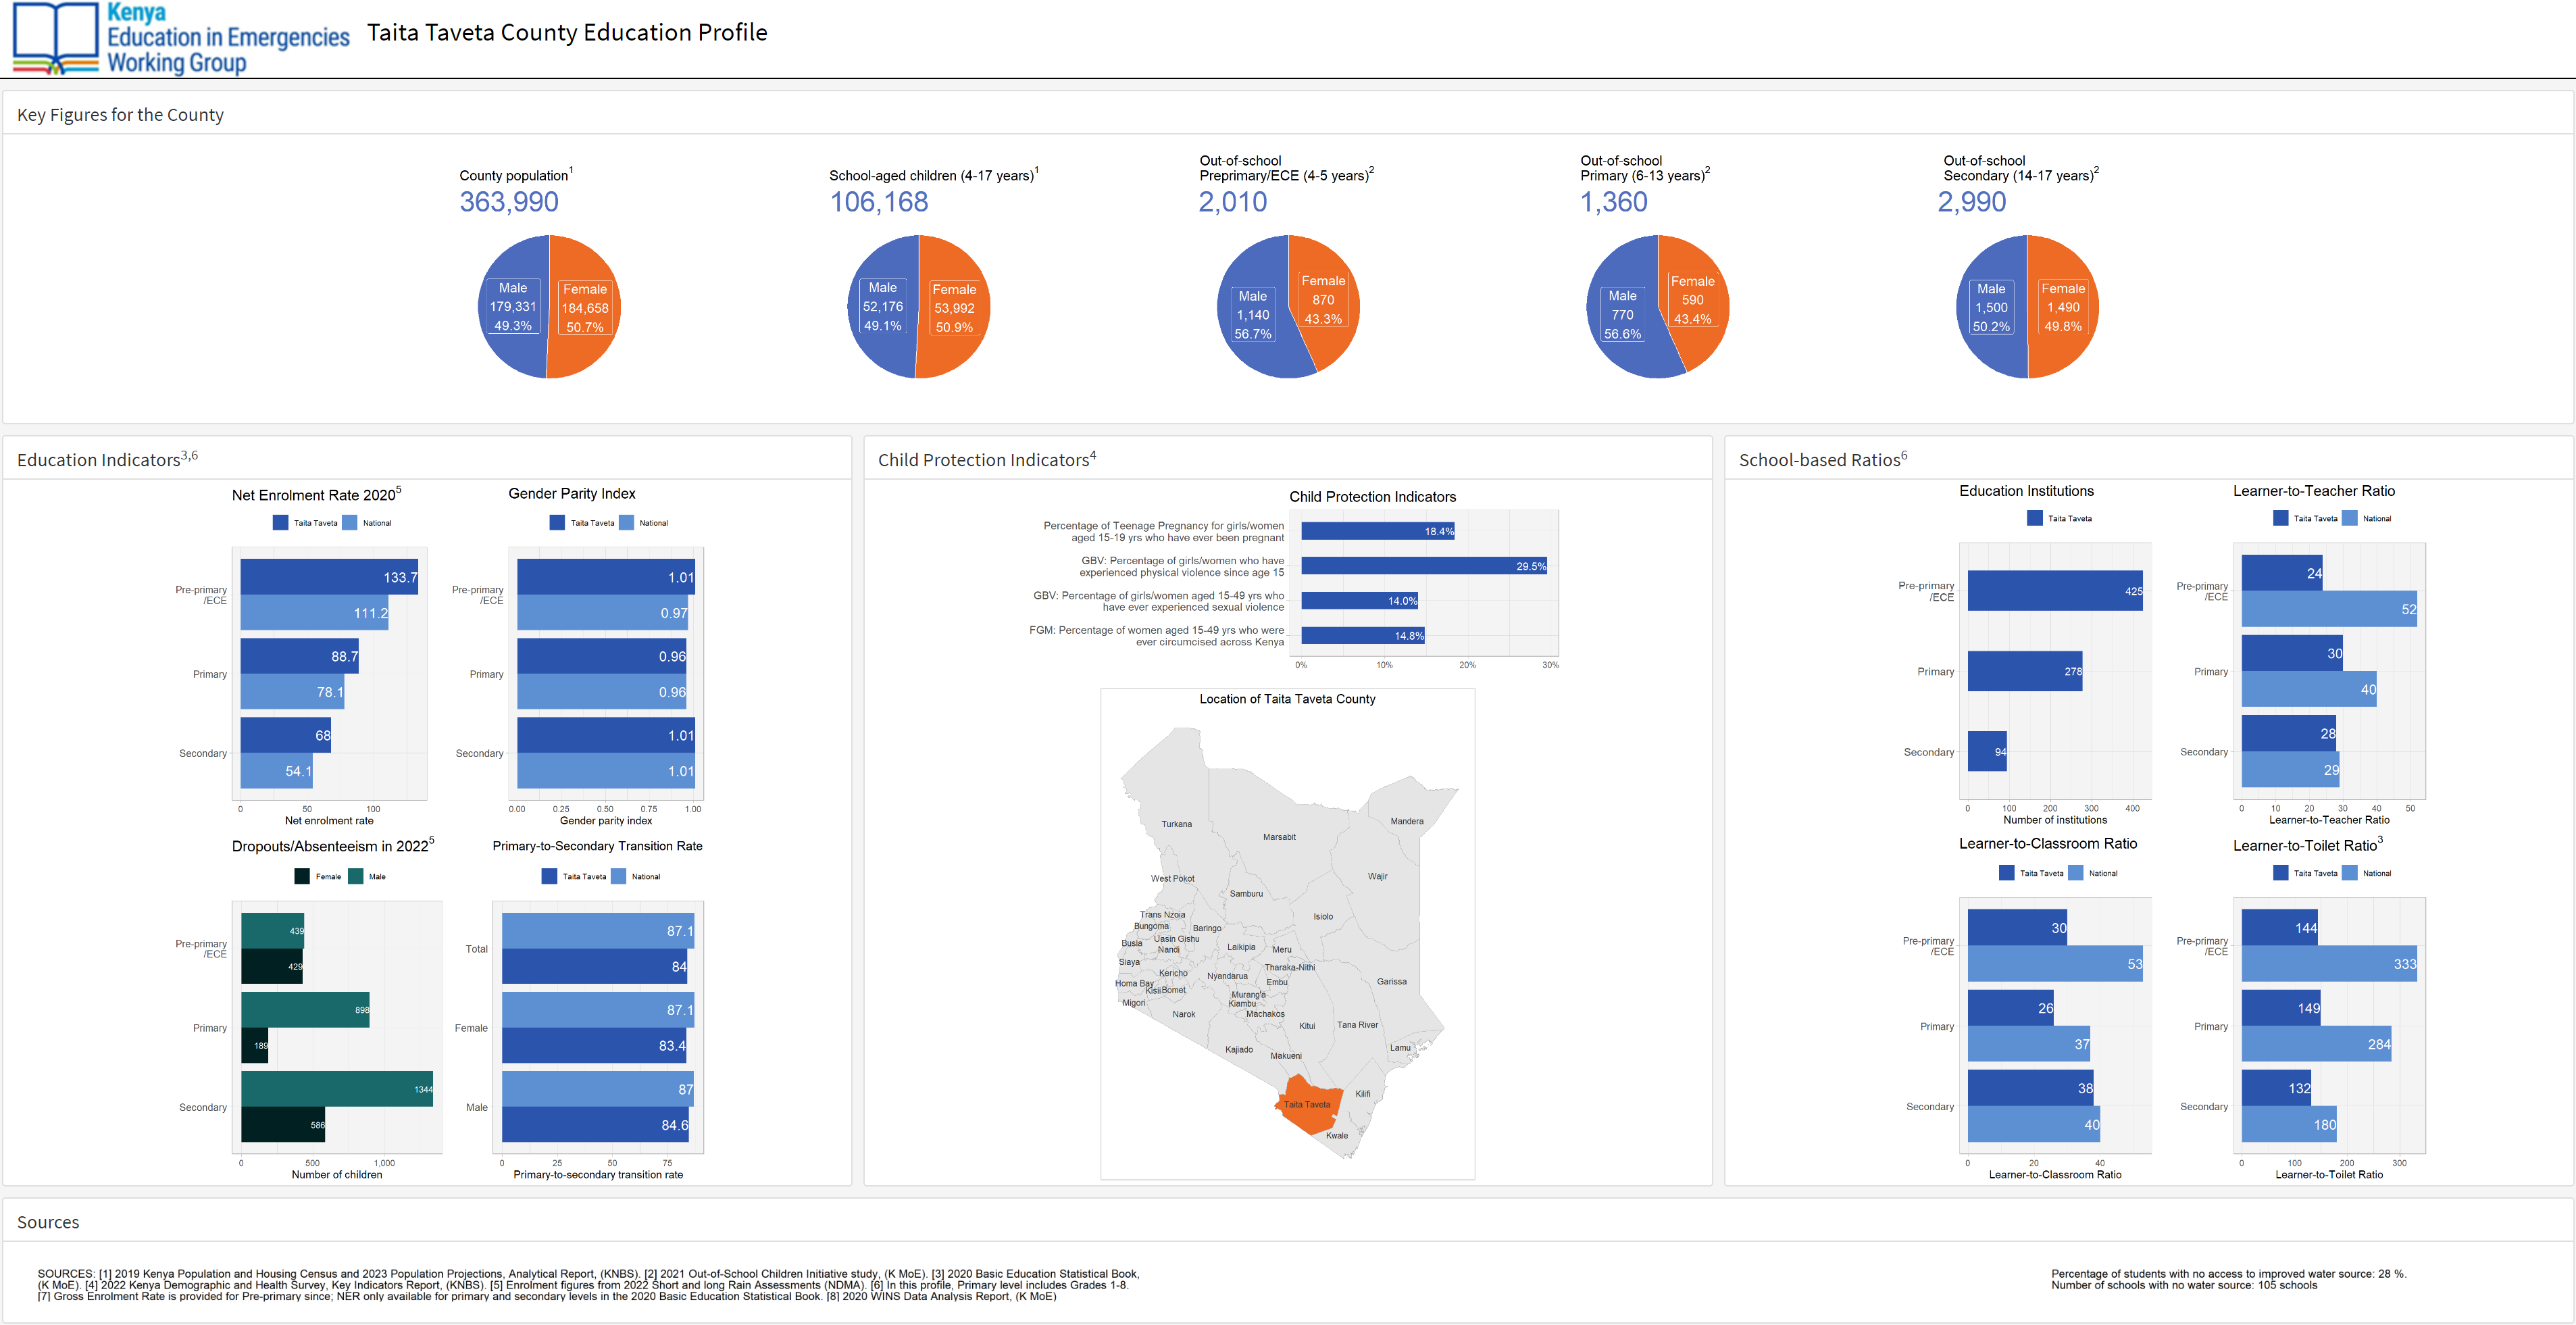 Kenya
Education in Emergencies
Working Group
Taita Taveta County Education Profile
Key Figures for the County
County population1
363,990
Male
179,331
49.3%
Female
184,658
50.7%
School-aged children (4-17 years)1
106,168
Male
52,176
49.1%
Female
53,992
50.9%
Out-of-school
Preprimary/ECE (4-5 years)2
2,010
Male
1,140
56.7%
Female
870
43.3%
Out-of-school
Primary (6-13 years)2
1,360
Male
770
56.6%
Female
590
43.4%
Out-of-school
Secondary (14-17 years)2
2,990
Male
1,500
50.2%
Female
1,490
49.8%
Education Indicators3,6
Net Enrolment Rate 20205
Taita Taveta National
Pre-primary
/ECE
133.7
111.2
Primary
88.7
78.1
Secondary
68
54.1
0 50 100
Net enrolment rate
Gender Parity Index
Taita Taveta National
Pre-primary
/ECE
1.01
0.97
Primary
0.96
0.96
Secondary
1.01
1.01
0.00 0.25 0.50 0.75 1.00
Gender parity index
Dropouts/Absenteeism in 20225
Female Male
Pre-primary
/ECE
439
429
Primary
898
189
Secondary
1344
586
0 500 1,000
Number of children
Primary-to-Secondary Transition Rate
Taita Taveta National
Total
87.1
84
Female
87.1
83.4
Male
87
84.6
0 25 50 75
Primary-to-secondary transition rate
Child Protection Indicators4
Child Protection Indicators
Percentage of Teenage Pregnancy for girls/women
aged 15-19 yrs who have ever been pregnant
18.4%
GBV: Percentage of girls/women who have
experienced physical violence since age 15
29.5%
GBV: Percentage of girls/women aged 15-49 yrs who
have ever experienced sexual violence
14.0%
FGM: Percentage of women aged 15-49 yrs who were
ever circumcised across Kenya
14.8%
0% 10% 20% 30%
Location of Taita Taveta County
Turkana
Marsabit
Mandera
West Pokot
Samburu
Wajir
Trans Nzoia
Bungoma
Baringo
Isiolo
Busia
Uasin Gishu
Nandi
Laikipia
Meru
Siaya
Kericho
Nyandarua
Tharaka-Nithi
Embu
Garissa
Homa Bay
Kisii
Bomet
Murang'a
Kiambu
Migori
Narok
Machakos
Kitui
Tana River
Kajiado
Makueni
Lamu
Taita Taveta
Kilifi
Kwale
School-based Ratios6
Education Institutions
Taita Taveta
Pre-primary
/ECE
425
Primary
278
Secondary
94
0 100 200 300 400
Number of institutions
Learner-to-Teacher Ratio
Taita Taveta National
Pre-primary
/ECE
24
52
Primary
30
40
Secondary
28
29
0 10 20 30 40 50
Learner-to-Teacher Ratio
Learner-to-Classroom Ratio
Taita Taveta National
Pre-primary
/ECE
30
53
Primary
26
37
Secondary
38
40
0 20 40
Learner-to-Classroom Ratio
Learner-to-Toilet Ratio3
Taita Taveta National
Pre-primary
/ECE
144
333
Primary
149
284
Secondary
132
180
0 100 200 300
Learner-to-Toilet Ratio
Sources
SOURCES: [1] 2019 Kenya Population and Housing Census and 2023 Population Projections, Analytical Report, (KNBS). [2] 2021 Out-of-School Children Initiative study, (K MoE). [3] 2020 Basic Education Statistical Book,
(K MoE). [4] 2022 Kenya Demographic and Health Survey, Key Indicators Report, (KNBS). [5] Enrolment figures from 2022 Short and long Rain Assessments (NDMA). [6] In this profile, Primary level includes Grades 1-8.
[7] Gross Enrolment Rate is provided for Pre-primary since; NER only available for primary and secondary levels in the 2020 Basic Education Statistical Book. [8] 2020 WINS Data Analysis Report, (K MoE)
Percentage of students with no access to improved water source: 28 %.
Number of schools with no water source: 105 schools